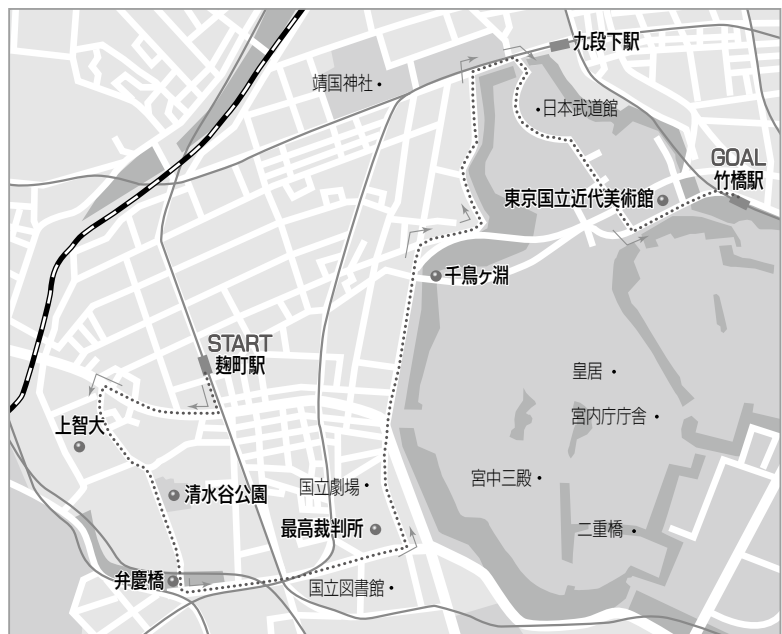 九段下駅
靖国神社
日本武道館
GOAL
竹橋駅
東京国立近代美術館
千鳥ヶ淵
START
麹町駅
皇居
宮内庁庁舎
上智大
宮中三殿
国立劇場
清水谷公園
最高裁判所
二重橋
弁慶橋
国立図書館